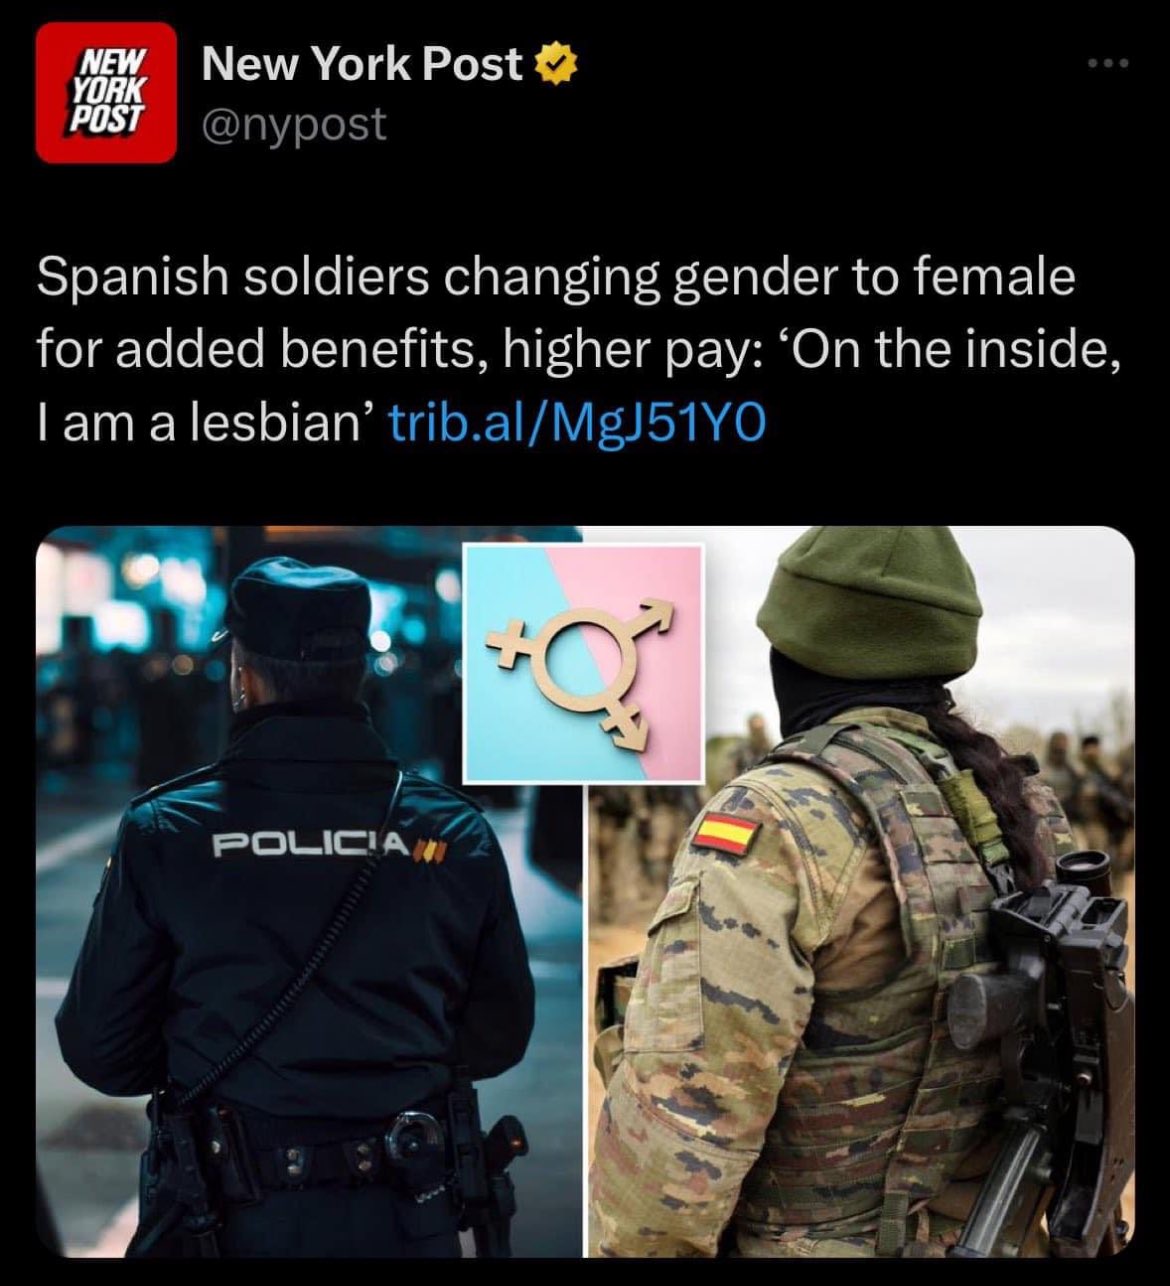 NEW
YORK
POST
New York Post
@nypost
Spanish soldiers changing gender to female
for added benefits, higher pay: ‘On the inside,
I am a lesbian’ trib.al/MgJ51Y0
POLICIA